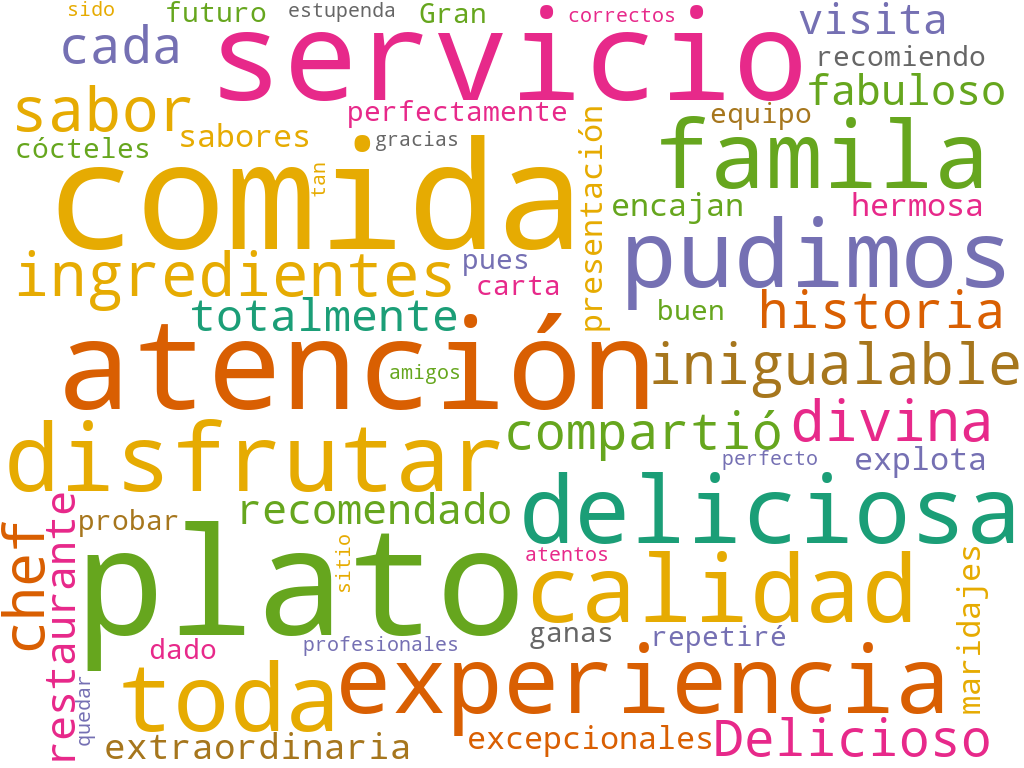 sido
futuro
estupenda
Gran
servicio
correctos
visita
cada
recomiendo
sabor
fabuloso
perfectamente
equipo
sabores
cócteles
gracias
comida
tan
presentación
famila
encajan
hermosa
ingredientes
pues
pudimos
carta
totalmente
buen
historia
atención
amigos
inigualable
disfrutar
compartió
divina
perfecto
explota
deliciosa
recomendado
probar
chef
restaurante
plato
sitio
atentos
calidad
maridajes
dado
profesionales
ganas
repetiré
toda
experiencia
quedar
extraordinaria
excepcionales
Delicioso